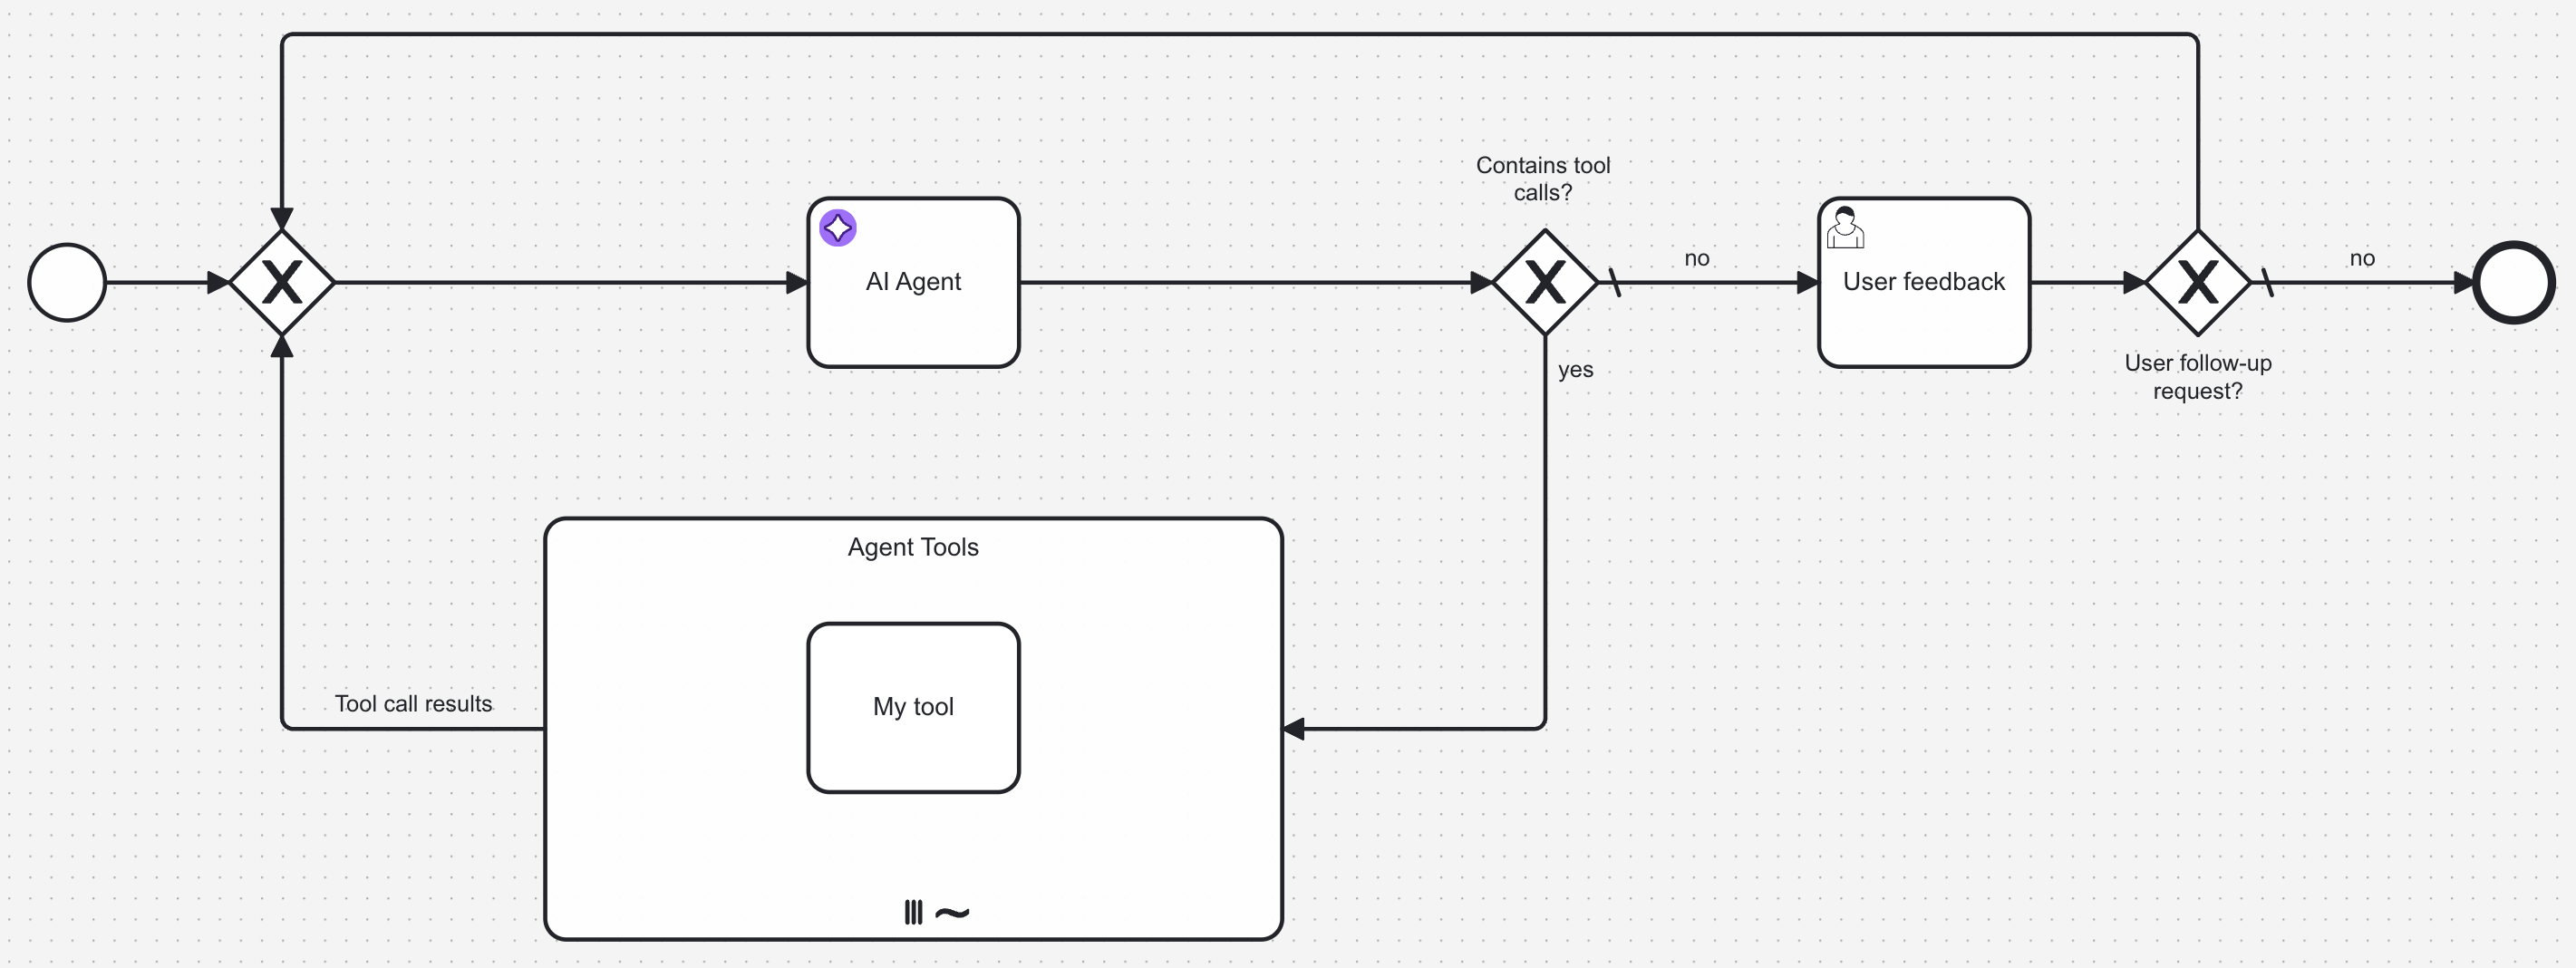 Contains tool
calls?
AI Agent
no
User feedback
no
yes
User follow-up
request?
Agent Tools
My tool
Tool call results